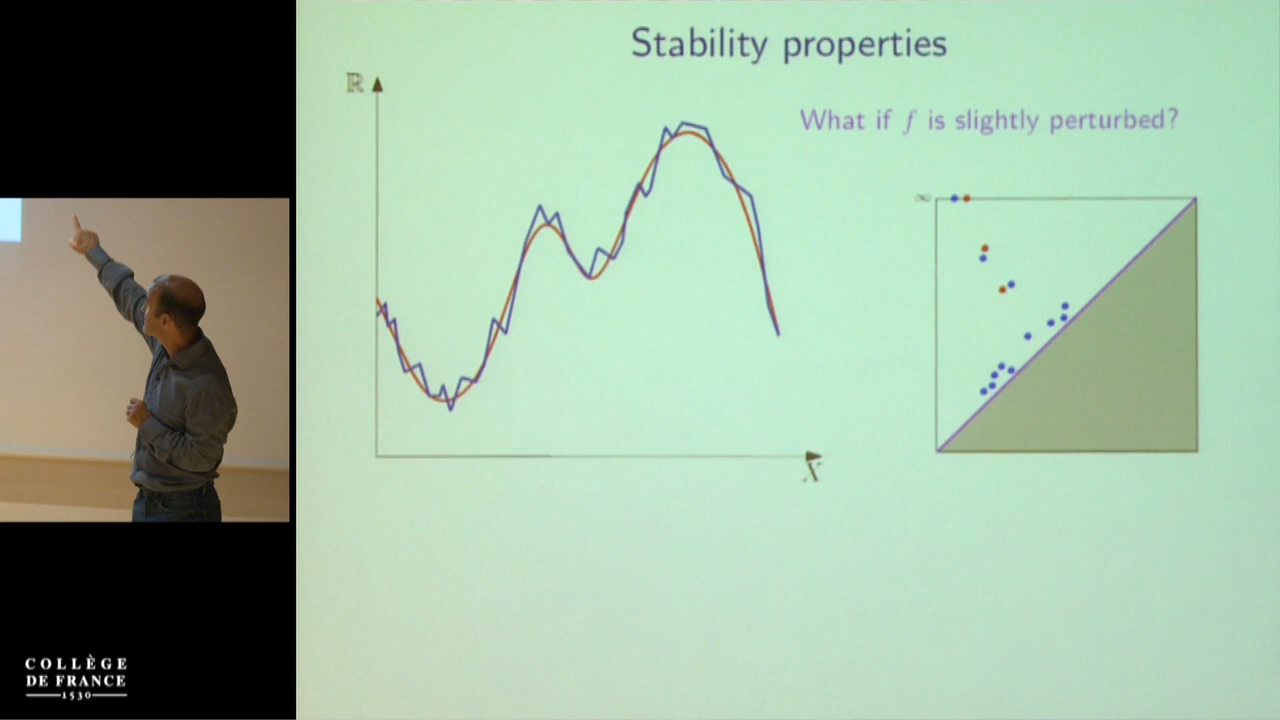 Stability properties
ℝ
What if f is slightly perturbed?
∞
X
COLLÈGE
DE FRANCE
1530